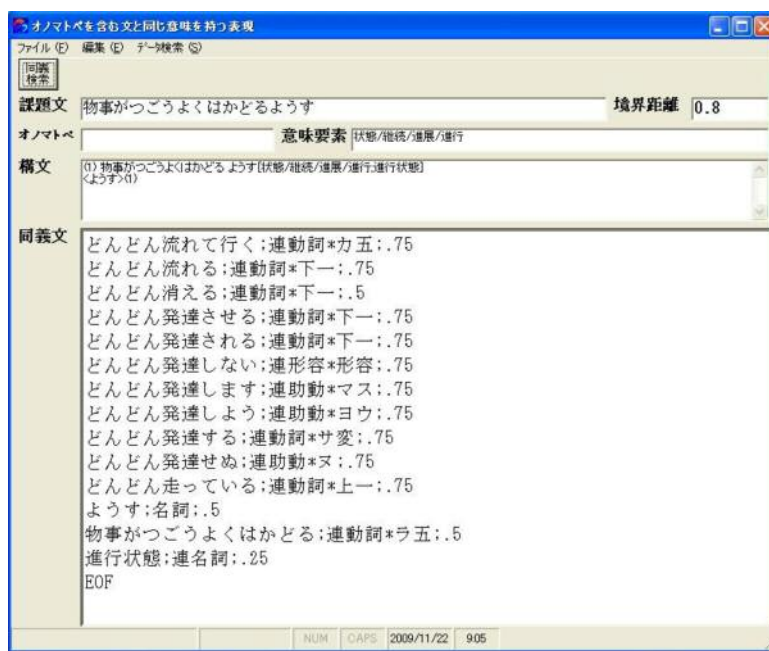 オノマトペを含む文と同じ意味を持つ表現
ファイル(F) 編集(E) データ検索(S)
同義
検索
課題文 物事がつごうよくはかどるようす 境界距離 0.8
オノマトペ 意味要素 状態/継続/進展/進行
構文 (1) 物事がつごうよくはかどる ようす[状態/継続/進展/進行;進行状態]
<ようす>(1)
同義文
どんどん流れて行く;連動詞*カ五;.75
どんどん流れる;連動詞*下一;.75
どんどん消える;連動詞*下一;.5
どんどん発達させる;連動詞*下一;.75
どんどん発達される;連動詞*下一;.75
どんどん発達しない;連形容*形容;.75
どんどん発達します;連助動*マス;.75
どんどん発達しよう;連助動*ヨウ;.75
どんどん発達する;連動詞*サ変;.75
どんどん発達せぬ;連助動*ヌ;.75
どんどん走っている;連動詞*上一;.75
ようす;名詞;.5
物事がつごうよくはかどる;連動詞*ラ五;.5
進行状態;連名詞;.25
EOF
NUM CAPS 2009/11/22 9:05